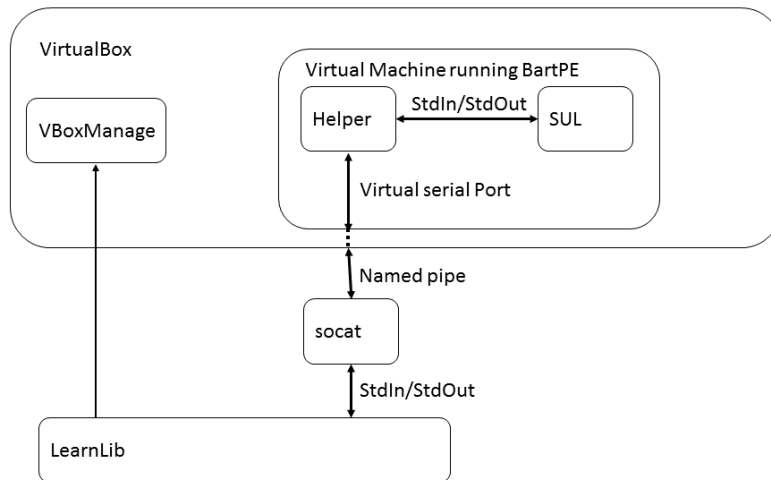 VirtualBox
Virtual Machine running BartPE
VBoxManage
Helper
StdIn/StdOut
SUL
Virtual serial Port
Named pipe
socat
StdIn/StdOut
LearnLib